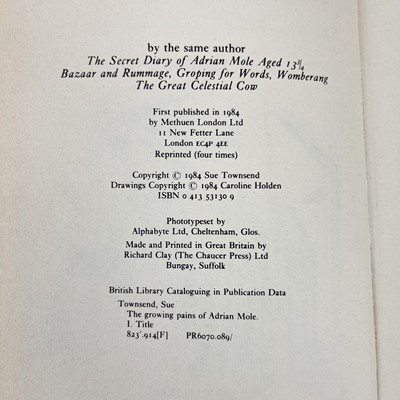 by the same author
The Secret Diary of Adrian Mole Aged 13¾
Bazaar and Rummage, Groping for Words, Womberang
The Great Celestial Cow
First published in 1984
by Methuen London Ltd
11 New Fetter Lane
London EC4P 4EE
Reprinted (four times)
Copyright © 1984 Sue Townsend
Drawings Copyright © 1984 Caroline Holden
ISBN 0 413 53130 9
Phototypeset by
Alphabyte Ltd, Cheltenham, Glos.
Made and Printed in Great Britain by
Richard Clay (The Chaucer Press) Ltd
Bungay, Suffolk
British Library Cataloguing in Publication Data
Townsend, Sue
The growing pains of Adrian Mole.
I. Title
823'.914[F] PR6070.089/